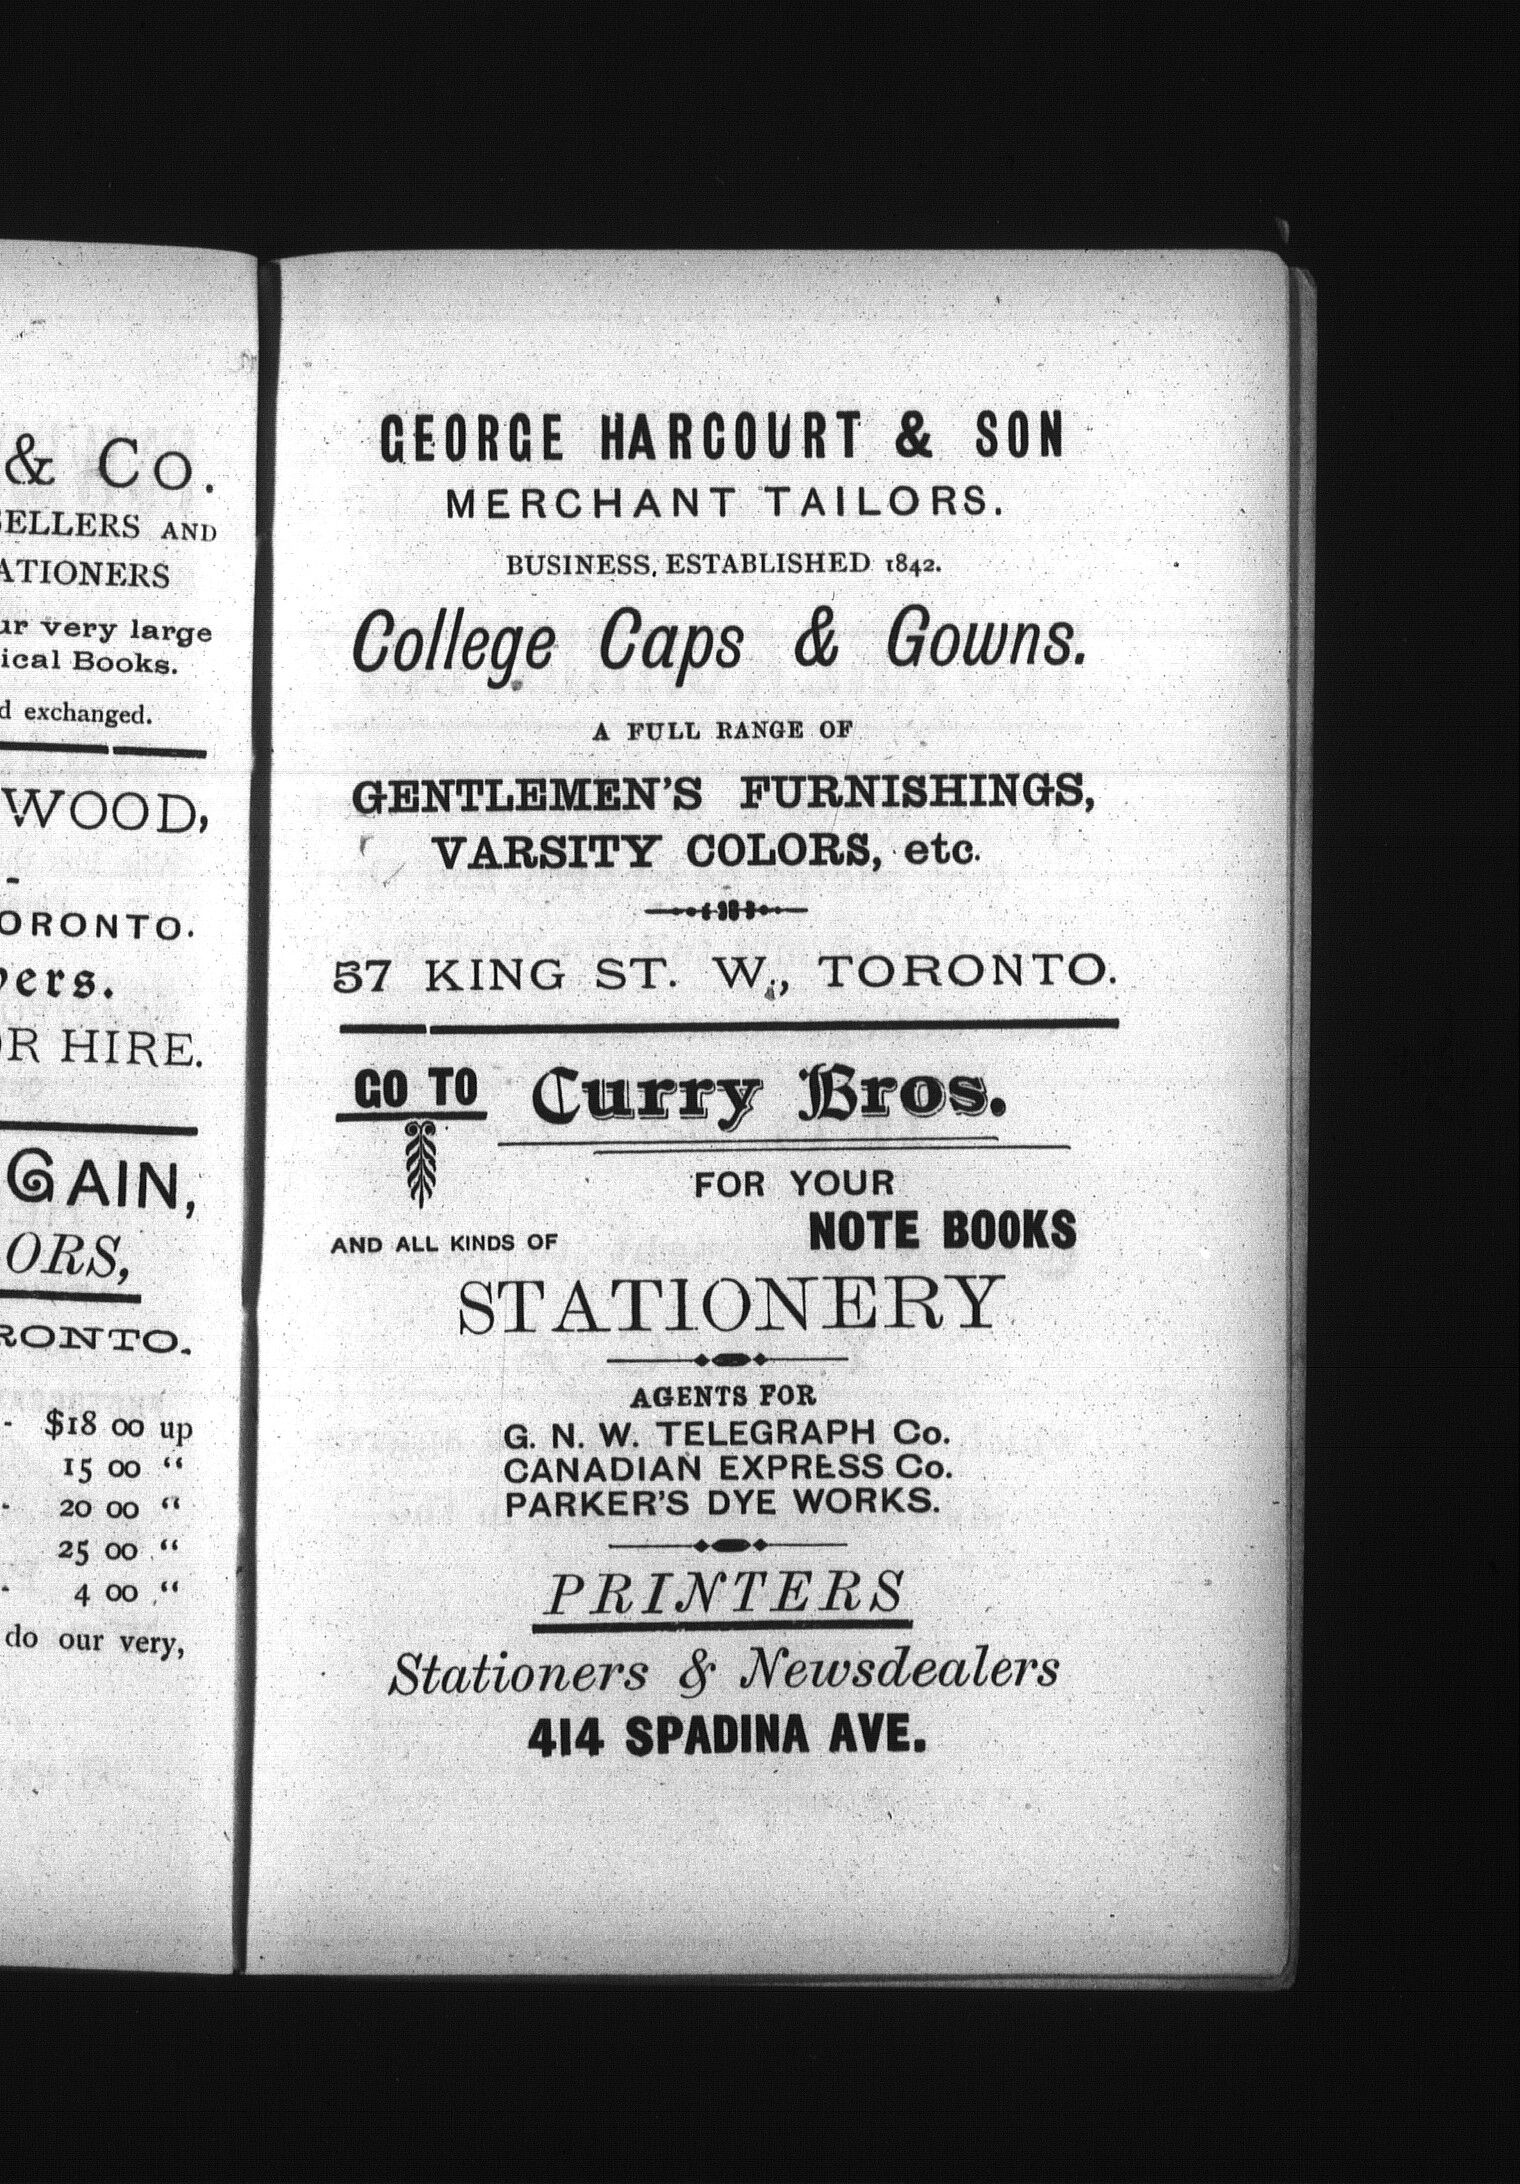 & Co.
SELLERS AND
ATIONERS
ur very large
ical Books.
d exchanged.
WOOD,
-
ORONTO.
ers.
OR HIRE.
GAIN,
ORS,
RONTO.
- $18 00 up
15 00 "
- 20 00 "
25 00 "
- 4 00 "
do our very,
GEORGE HARCOURT & SON
MERCHANT TAILORS.
BUSINESS, ESTABLISHED 1842.
College Caps & Gowns.
A FULL RANGE OF
GENTLEMEN'S FURNISHINGS,
VARSITY COLORS, etc.
57 KING ST. W., TORONTO.
GO TO Curry Bros.
FOR YOUR
NOTE BOOKS
AND ALL KINDS OF
STATIONERY
AGENTS FOR
G. N. W. TELEGRAPH Co.
CANADIAN EXPRESS Co.
PARKER'S DYE WORKS.
PRINTERS
Stationers & Newsdealers
414 SPADINA AVE.